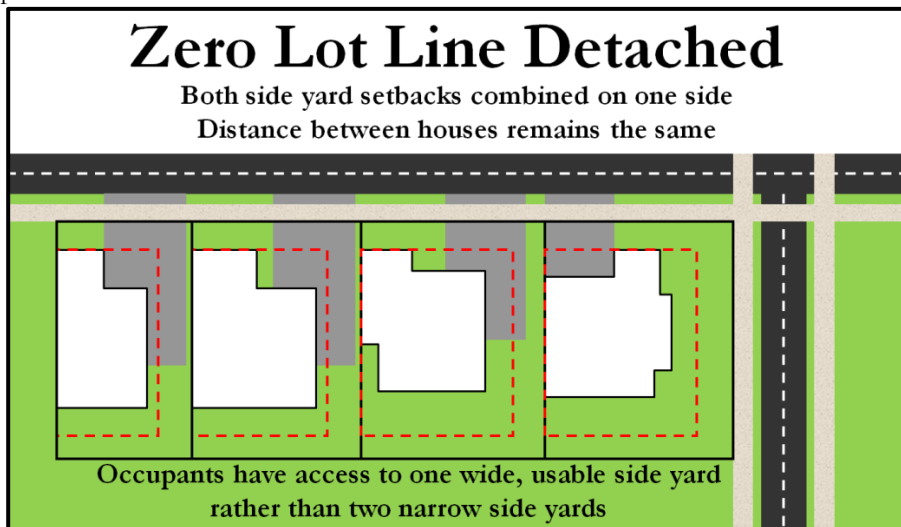 Zero Lot Line Detached
Both side yard setbacks combined on one side
Distance between houses remains the same
Occupants have access to one wide, usable side yard
rather than two narrow side yards